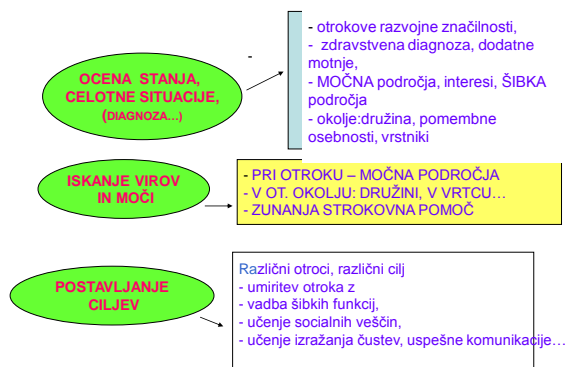 OCENA STANJA,
CELOTNE SITUACIJE,
(DIAGNOZA...)
-
- otrokove razvojne značilnosti,
- zdravstvena diagnoza, dodatne
motnje,
- MOČNA področja, interesi, ŠIBKA
področja
- okolje:družina, pomembne
osebnosti, vrstniki
ISKANJE VIROV
IN MOČI
- PRI OTROKU – MOČNA PODROČJA
- V OT. OKOLJU: DRUŽINI, V VRTCU…
- ZUNANJA STROKOVNA POMOČ
POSTAVLJANJE
CILJEV
Različni otroci, različni cilj
- umiritev otroka z
- vadba šibkih funkcij,
- učenje socialnih veščin,
- učenje izražanja čustev, uspešne komunikacije…